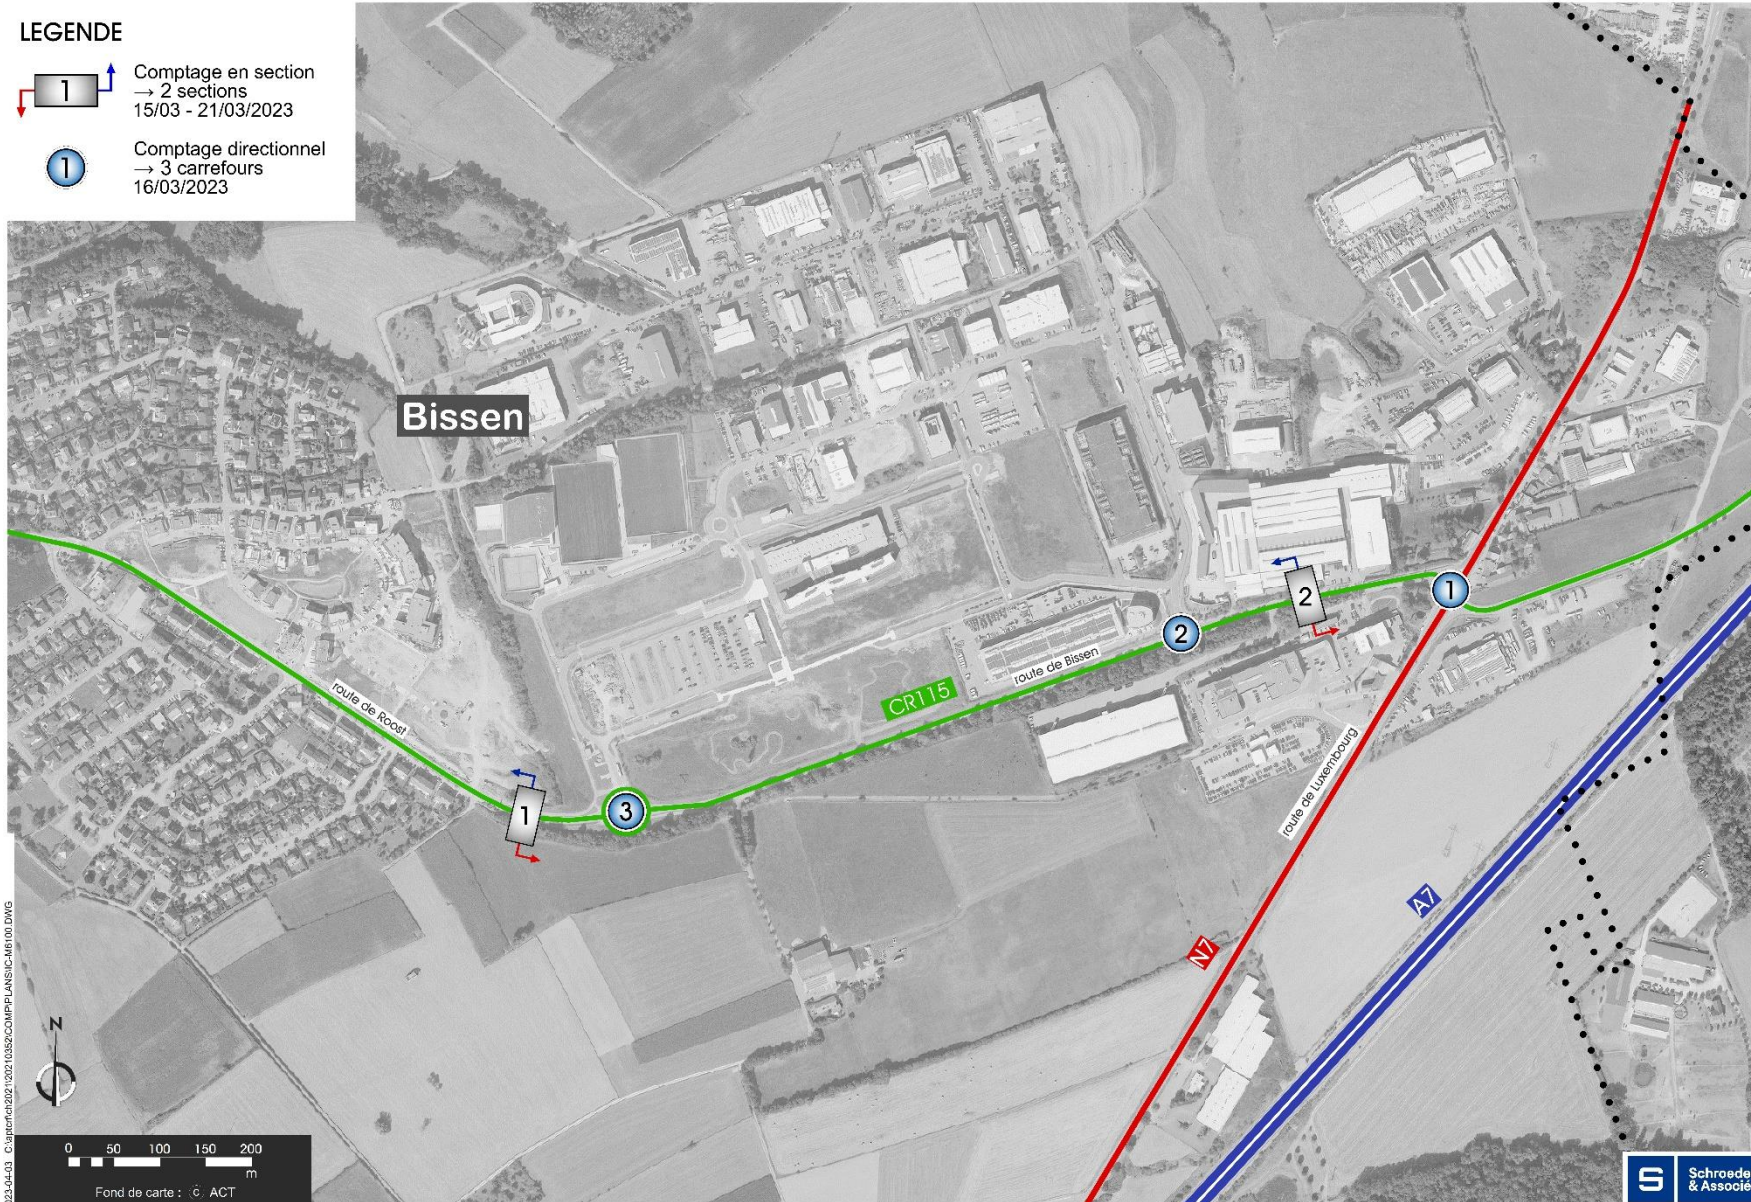 LEGENDE
1
Comptage en section
→ 2 sections
15/03 - 21/03/2023
1
Comptage directionnel
→ 3 carrefours
16/03/2023
Bissen
2
1
2
route de Bissen
CR115
route de Roost
route de Luxembourg
1
3
A7
N7
N
0 50 100 150 200
m
Fond de carte : © ACT
S
Schroede
& Associé